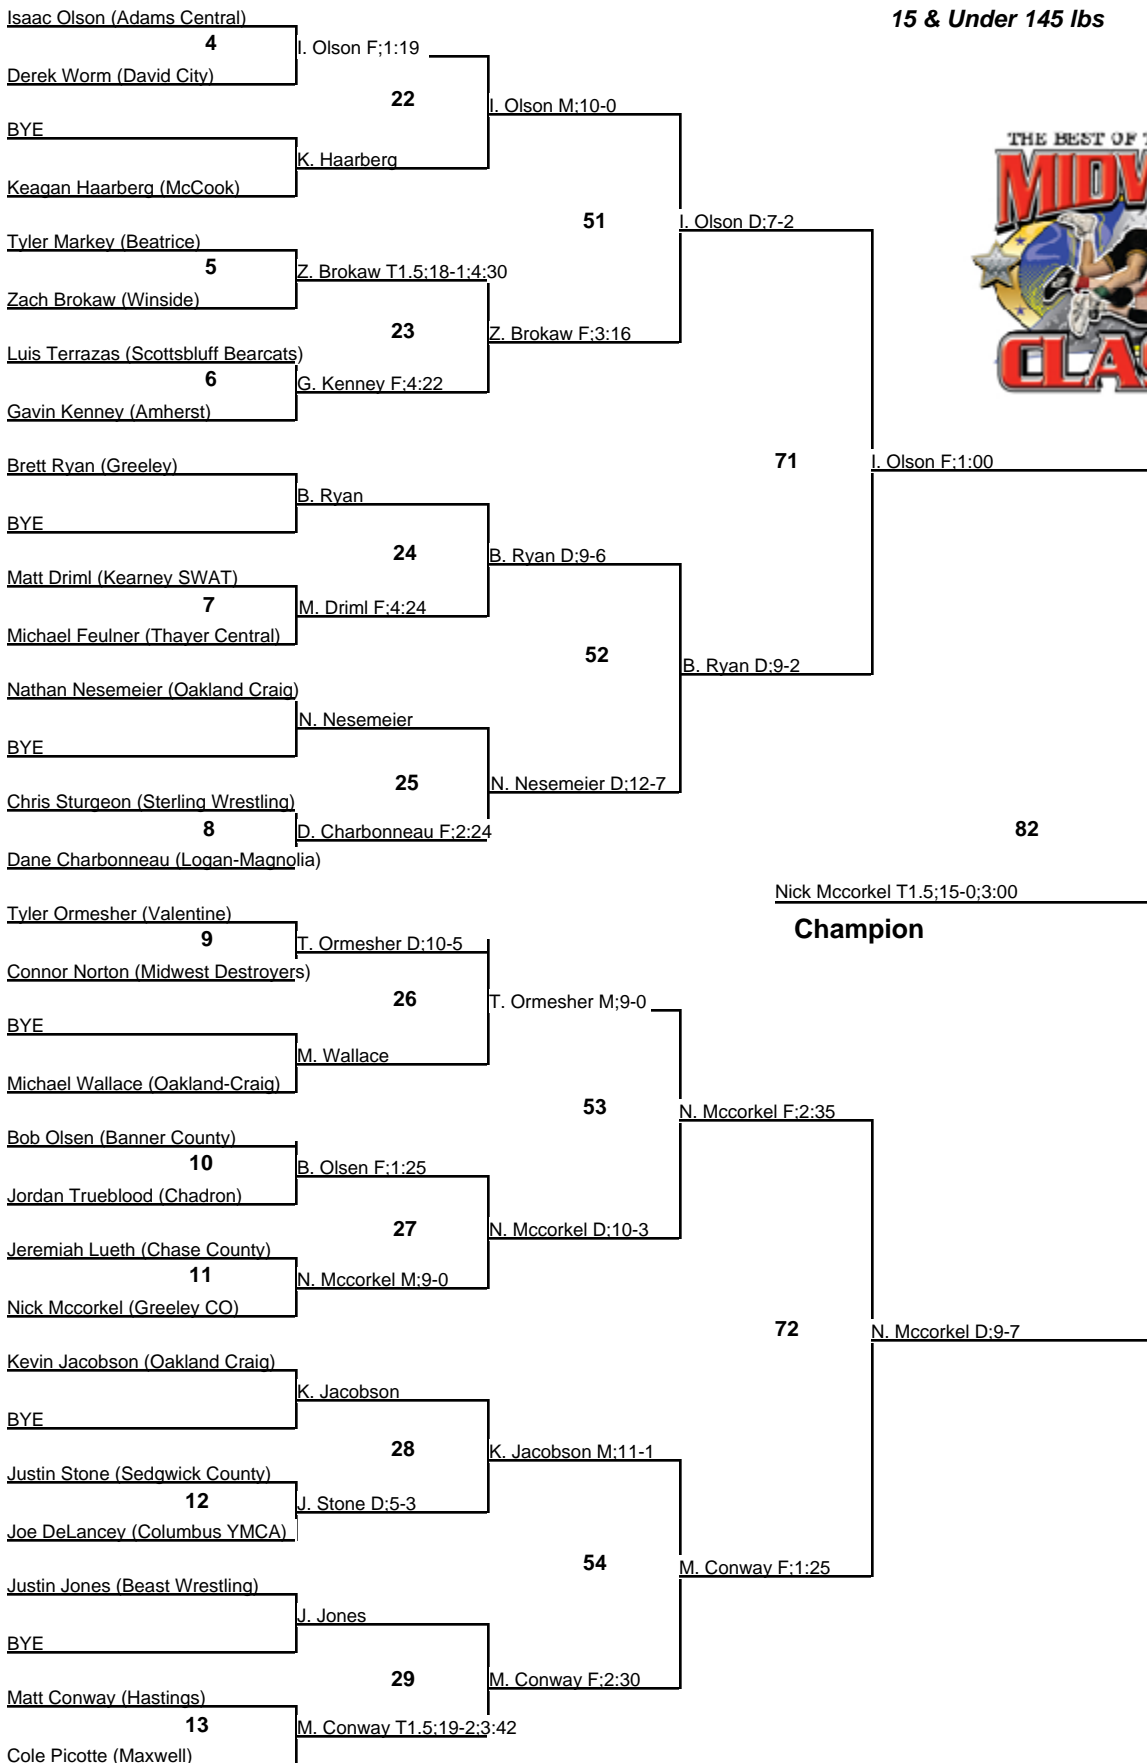 Isaac Olson (Adams Central)
15 & Under 145 lbs
4
I. Olson F;1:19
Derek Worm (David City)
22
I. Olson M;10-0
BYE
K. Haarberg
Keagan Haarberg (McCook)
51
I. Olson D;7-2
Tyler Markey (Beatrice)
5
Z. Brokaw T1.5;18-1;4:30
Zach Brokaw (Winside)
23
Z. Brokaw F;3:16
Luis Terrazas (Scottsbluff Bearcats)
6
G. Kenney F;4:22
Gavin Kenney (Amherst)
THE BEST OF
Brett Ryan (Greeley)
71
I. Olson F;1:00
B. Ryan
BYE
24
B. Ryan D;9-6
Matt Driml (Kearney SWAT)
7
M. Driml F;4:24
Michael Feulner (Thayer Central)
52
B. Ryan D;9-2
Nathan Nesemeier (Oakland Craig)
N. Nesemeier
BYE
25
N. Nesemeier D;12-7
Chris Sturgeon (Sterling Wrestling)
8
D. Charbonneau F;2:24
82
Dane Charbonneau (Logan-Magnolia)
Nick Mccorkel T1.5;15-0;3:00
Champion
Tyler Ormesher (Valentine)
9
T. Ormesher D;10-5
Connor Norton (Midwest Destroyers)
26
T. Ormesher M;9-0
BYE
M. Wallace
Michael Wallace (Oakland-Craig)
53
N. Mccorkel F;2:35
Bob Olsen (Banner County)
10
B. Olsen F;1:25
Jordan Trueblood (Chadron)
27
N. Mccorkel D;10-3
Jeremiah Lueth (Chase County)
11
N. Mccorkel M;9-0
Nick Mccorkel (Greeley CO)
72
N. Mccorkel D;9-7
Kevin Jacobson (Oakland Craig)
K. Jacobson
BYE
28
K. Jacobson M;11-1
Justin Stone (Sedgwick County)
12
J. Stone D;5-3
Joe DeLancey (Columbus YMCA)
54
M. Conway F;1:25
Justin Jones (Beast Wrestling)
J. Jones
BYE
29
M. Conway F;2:30
Matt Conway (Hastings)
13
M. Conway T1.5;19-2;3:42
Cole Picotte (Maxwell)